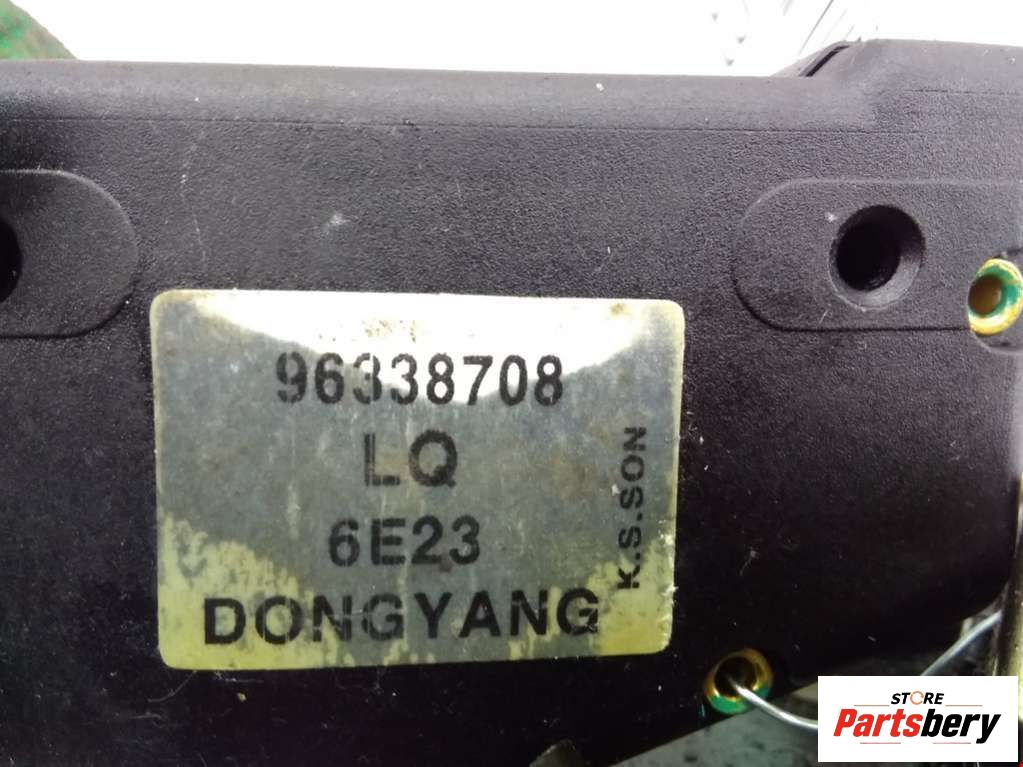 96338708
LQ
6E23
DONGYANG
K.S.SON
STORE
Partsbery